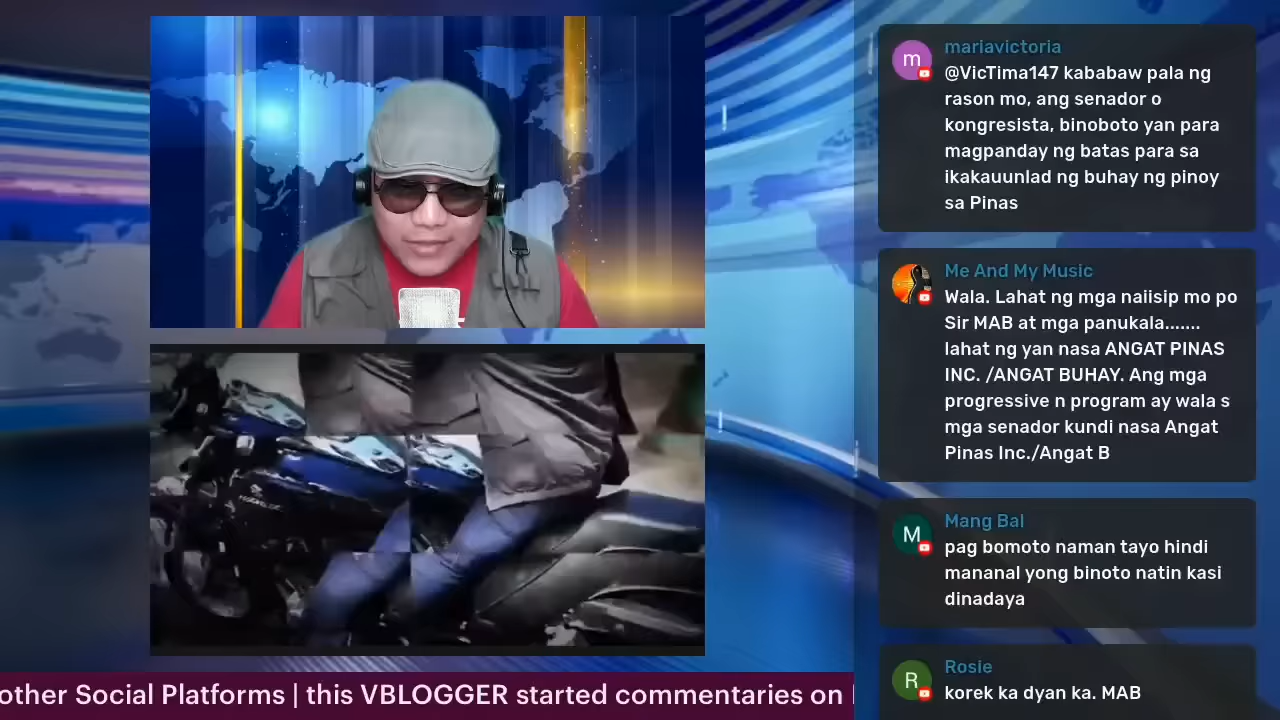 m
mariavictoria
@VicTima147 kababaw pala ng
rason mo, ang senador o
kongresista, binoboto yan para
magpanday ng batas para sa
ikakauunlad ng buhay ng pinoy
sa Pinas
Me And My Music
Wala. Lahat ng mga naiisip mo po
Sir MAB at mga panukala.......
lahat ng yan nasa ANGAT PINAS
INC. /ANGAT BUHAY. Ang mga
progressive n program ay wala s
mga senador kundi nasa Angat
Pinas Inc./Angat B
M
Mang Bal
pag bomoto naman tayo hindi
mananal yong binoto natin kasi
dinadaya
R
Rosie
korek ka dyan ka. MAB
other Social Platforms | this VBLOGGER started commentaries on